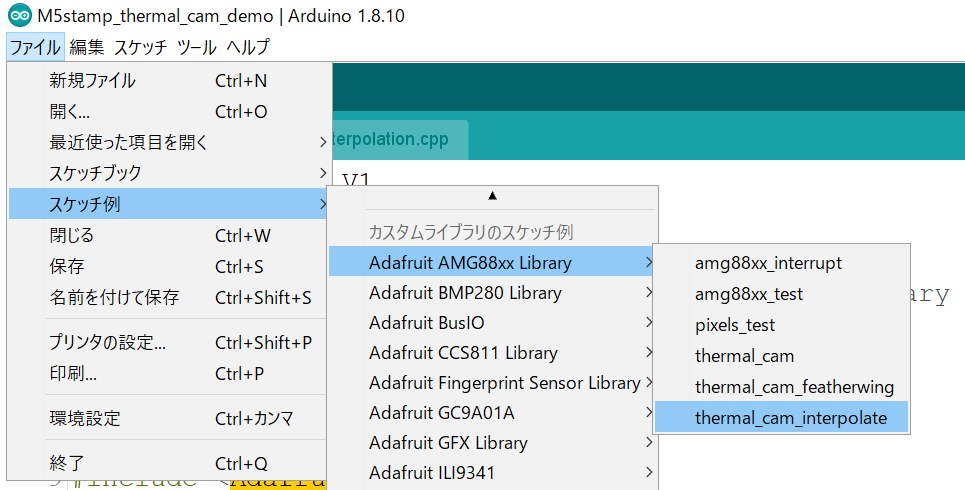 M5stamp_thermal_cam_demo | Arduino 1.8.10
ファイル 編集 スケッチ ツール ヘルプ
新規ファイル Ctrl+N
開く... Ctrl+O
最近使った項目を開く
スケッチブック
スケッチ例
閉じる Ctrl+W
保存 Ctrl+S
名前を付けて保存 Ctrl+Shift+S
プリンタの設定... Ctrl+Shift+P
印刷... Ctrl+P
環境設定 Ctrl+カンマ
終了 Ctrl+Q
terpolation.cpp
V1
カスタムライブラリのスケッチ例
Adafruit AMG88xx Library
Adafruit BMP280 Library
Adafruit BusIO
Adafruit CCS811 Library
Adafruit Fingerprint Sensor Library
Adafruit GC9A01A
Adafruit GFX Library
Adafruit ILI9341
amg88xx_interrupt
amg88xx_test
pixels_test
thermal_cam
thermal_cam_featherwing
thermal_cam_interpolate
ary
#include <Adafru